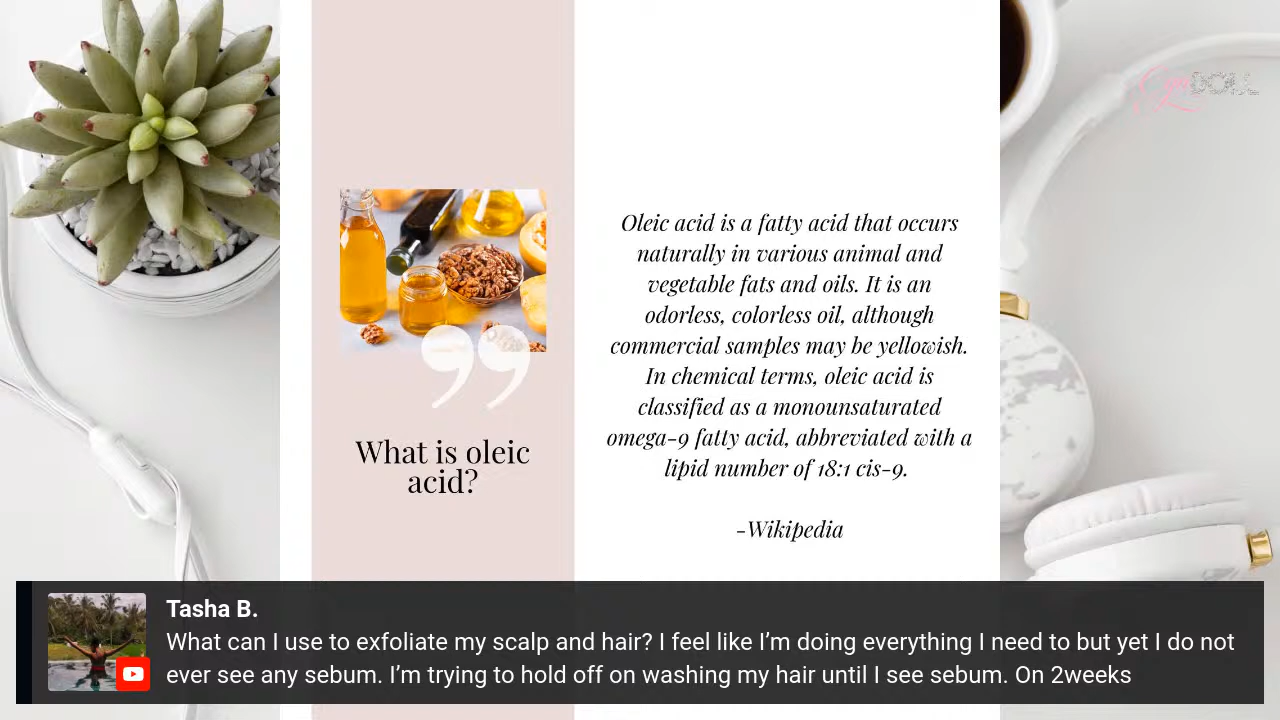 Oleic acid is a fatty acid that occurs
naturally in various animal and
vegetable fats and oils. It is an
odorless, colorless oil, although
commercial samples may be yellowish.
In chemical terms, oleic acid is
classified as a monounsaturated
omega-9 fatty acid, abbreviated with a
lipid number of 18:1 cis-9.
-Wikipedia
”
What is oleic
acid?
Tasha B.
What can I use to exfoliate my scalp and hair? I feel like I’m doing everything I need to but yet I do not
ever see any sebum. I’m trying to hold off on washing my hair until I see sebum. On 2weeks